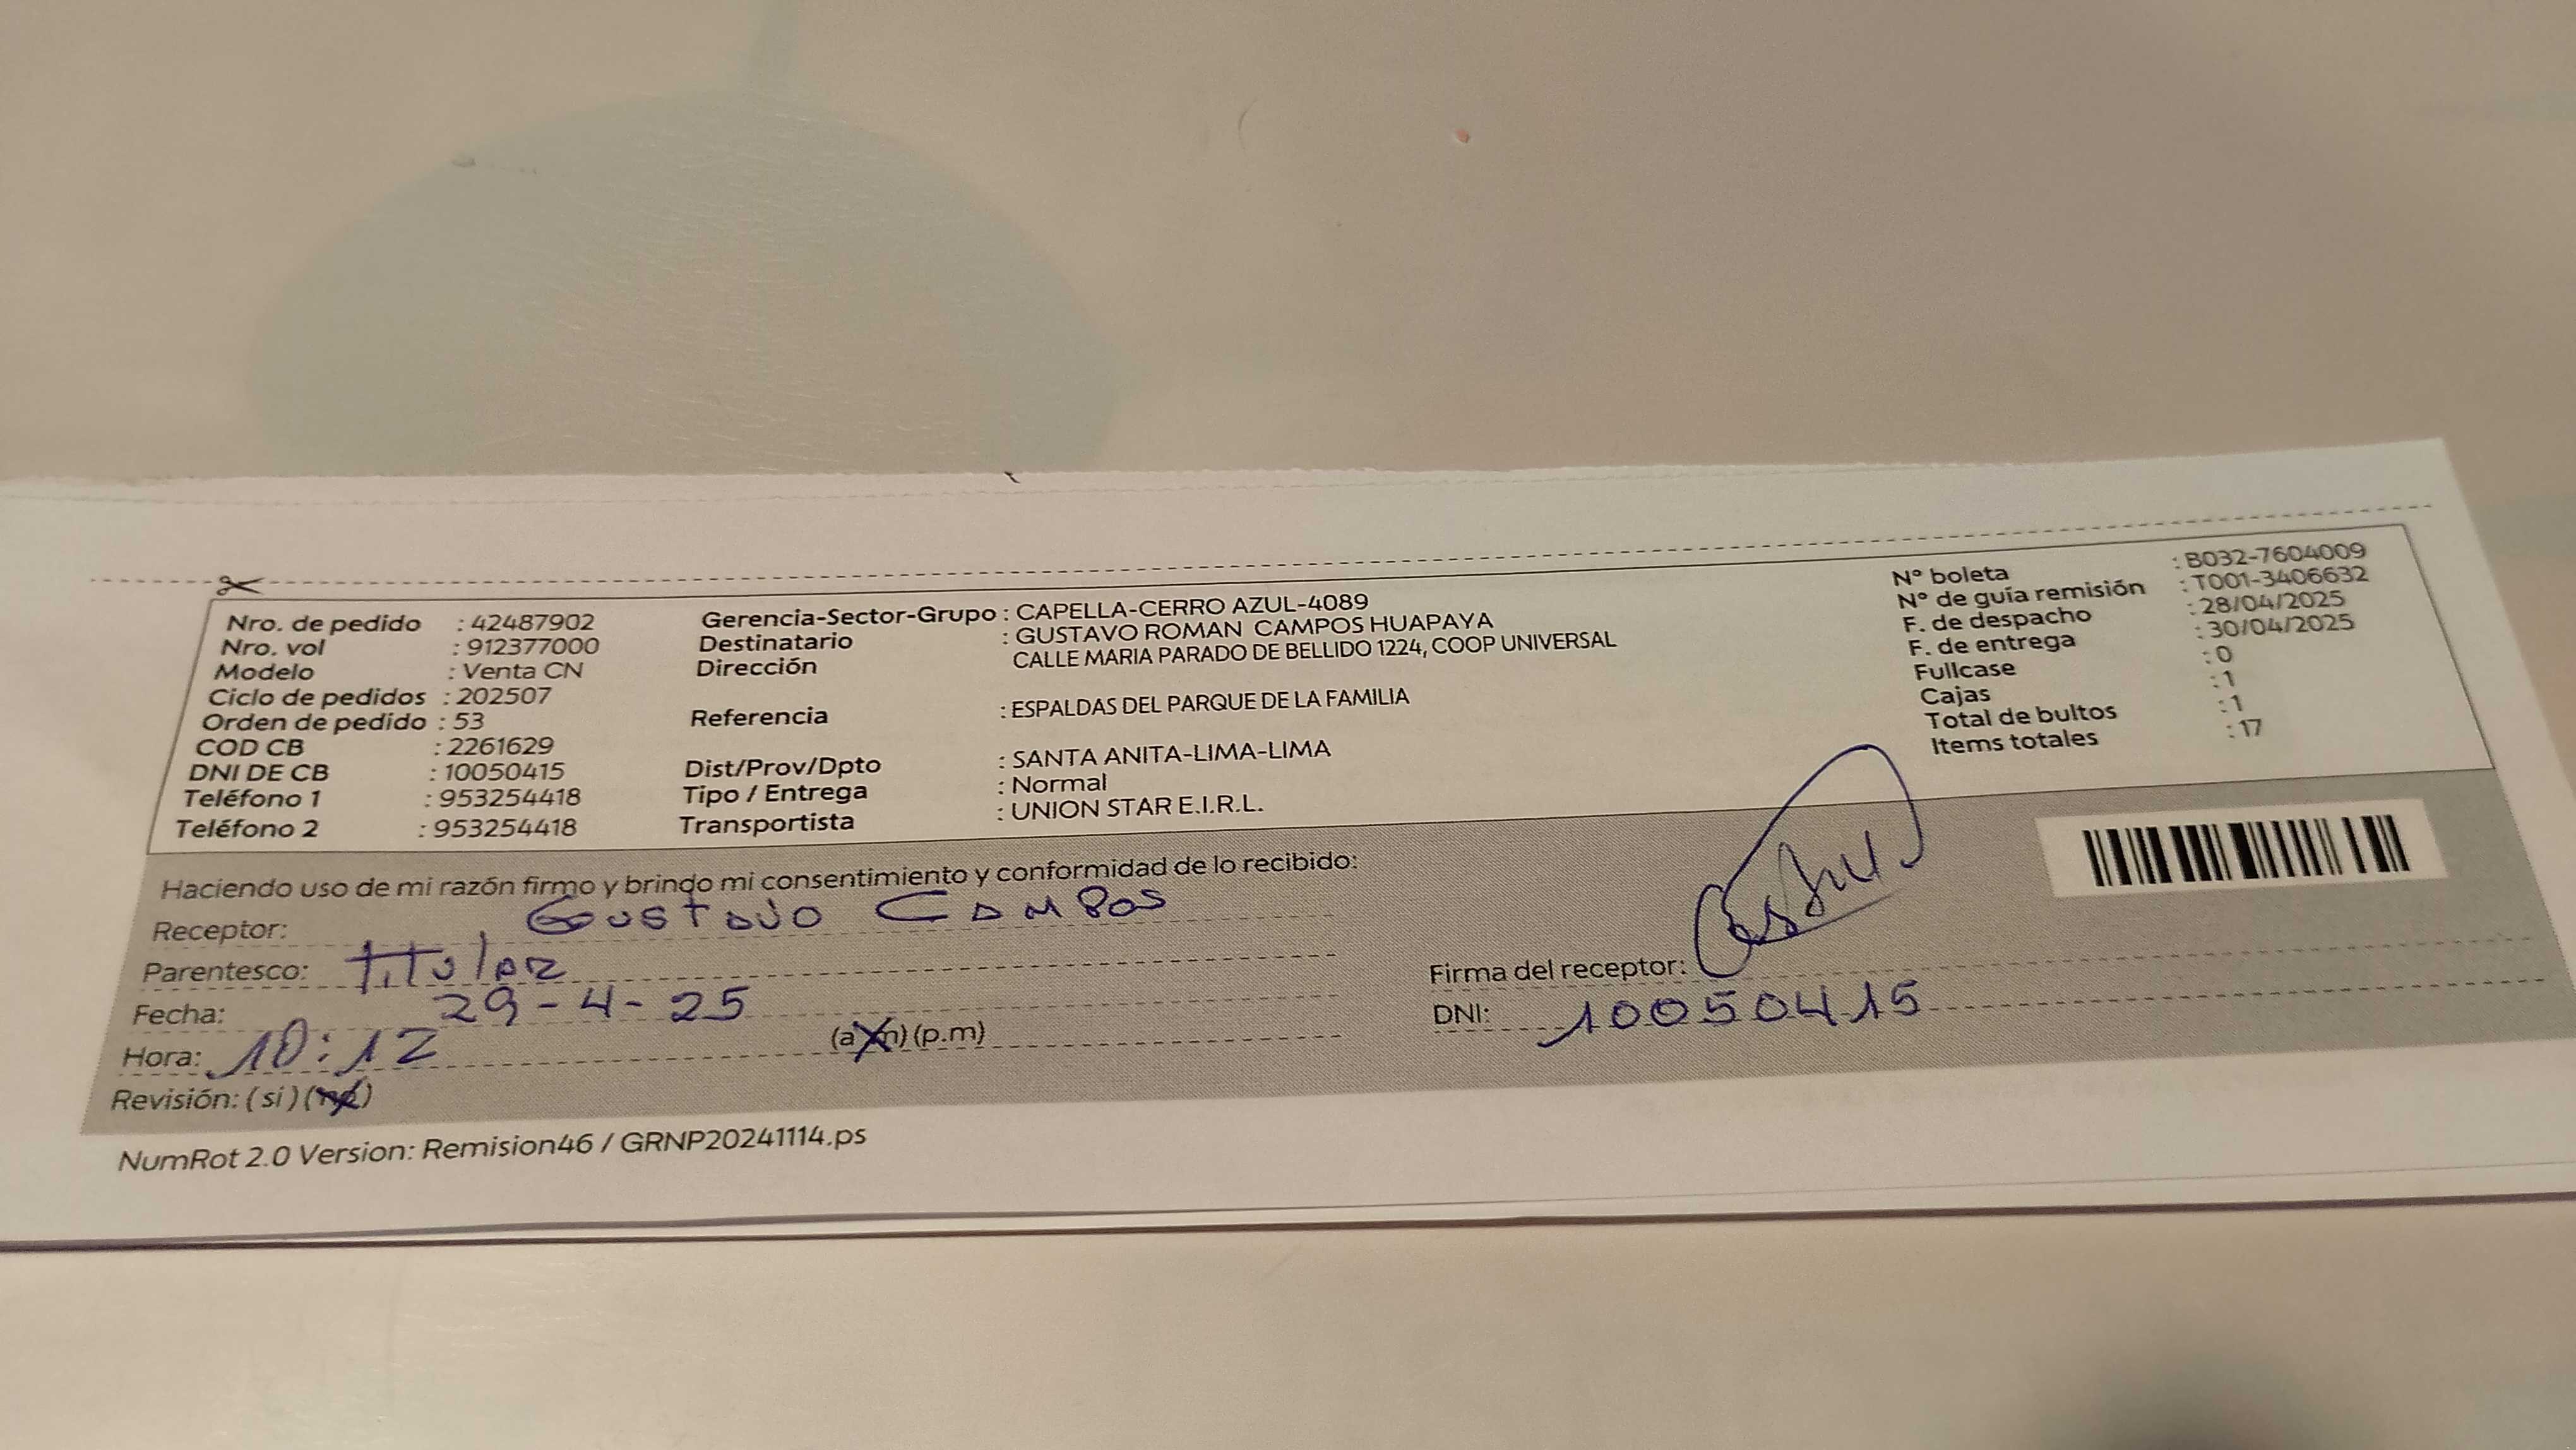 Nro. de pedido : 42487902
Nro. vol : 912377000
Modelo : Venta CN
Ciclo de pedidos : 202507
Orden de pedido : 53
COD CB : 2261629
DNI DE CB : 10050415
Teléfono 1 : 953254418
Teléfono 2 : 953254418
Gerencia-Sector-Grupo : CAPELLA-CERRO AZUL-4089
Destinatario : GUSTAVO ROMAN CAMPOS HUAPAYA
Dirección CALLE MARIA PARADO DE BELLIDO 1224, COOP UNIVERSAL
Referencia : ESPALDAS DEL PARQUE DE LA FAMILIA
Dist/Prov/Dpto : SANTA ANITA-LIMA-LIMA
Tipo / Entrega : Normal
Transportista : UNION STAR E.I.R.L.
N° boleta : B032-7604009
N° de guía remisión : T001-3406632
F. de despacho : 28/04/2025
F. de entrega : 30/04/2025
Fullcase : 0
Cajas : 1
Total de bultos : 1
Items totales : 17
Haciendo uso de mi razón firmo y brindo mi consentimiento y conformidad de lo recibido:
Receptor: GUSTAVO CAMPOS
Parentesco: Titular
Fecha: 29-4-25
Hora: 10:12 (a.m) (p.m)
Revisión: (si) (no)
Firma del receptor:
DNI: 10050415
NumRot 2.0 Version: Remision46 / GRNP20241114.ps